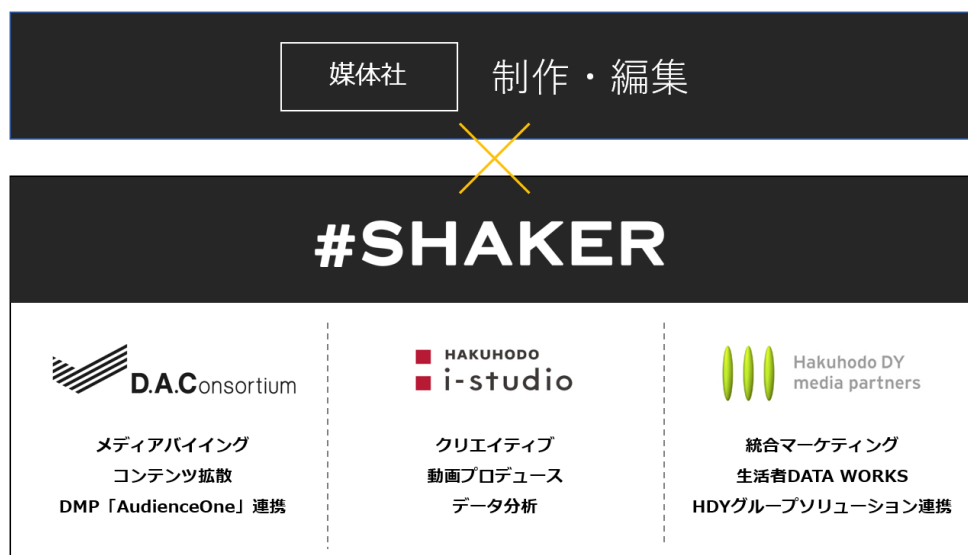 媒体社 制作・編集
#SHAKER
D.A.Consortium
メディアバイイング
コンテンツ拡散
DMP「AudienceOne」連携
HAKUHODO
i-studio
クリエイティブ
動画プロデュース
データ分析
Hakuhodo DY
media partners
統合マーケティング
生活者DATA WORKS
HDYグループソリューション連携